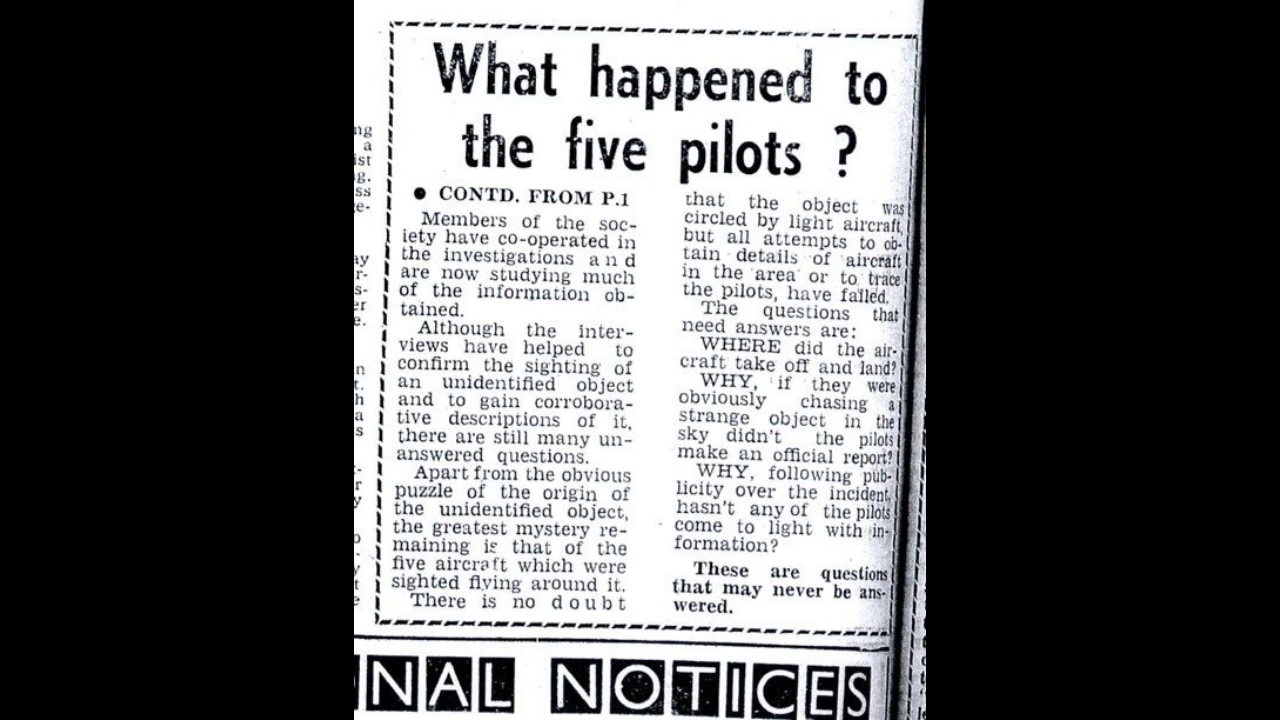 What happened to
the five pilots ?
● CONTD. FROM P.1
Members of the soc-
iety have co-operated in
the investigations and
are now studying much
of the information ob-
tained.
Although the inter-
views have helped to
confirm the sighting of
an unidentified object
and to gain corrobora-
tive descriptions of it,
there are still many un-
answered questions.
Apart from the obvious
puzzle of the origin of
the unidentified object,
the greatest mystery re-
maining is that of the
five aircraft which were
sighted flying around it.
There is no doubt
that the object was
circled by light aircraft,
but all attempts to ob-
tain details of aircraft
in the area or to trace
the pilots, have failed.
The questions that
need answers are:
WHERE did the air-
craft take off and land?
WHY, if they were
obviously chasing a
strange object in the
sky didn't the pilots
make an official report?
WHY, following pub-
licity over the incident,
hasn't any of the pilots
come to light with in-
formation?
These are questions
that may never be ans-
wered.
NAL NOTICES